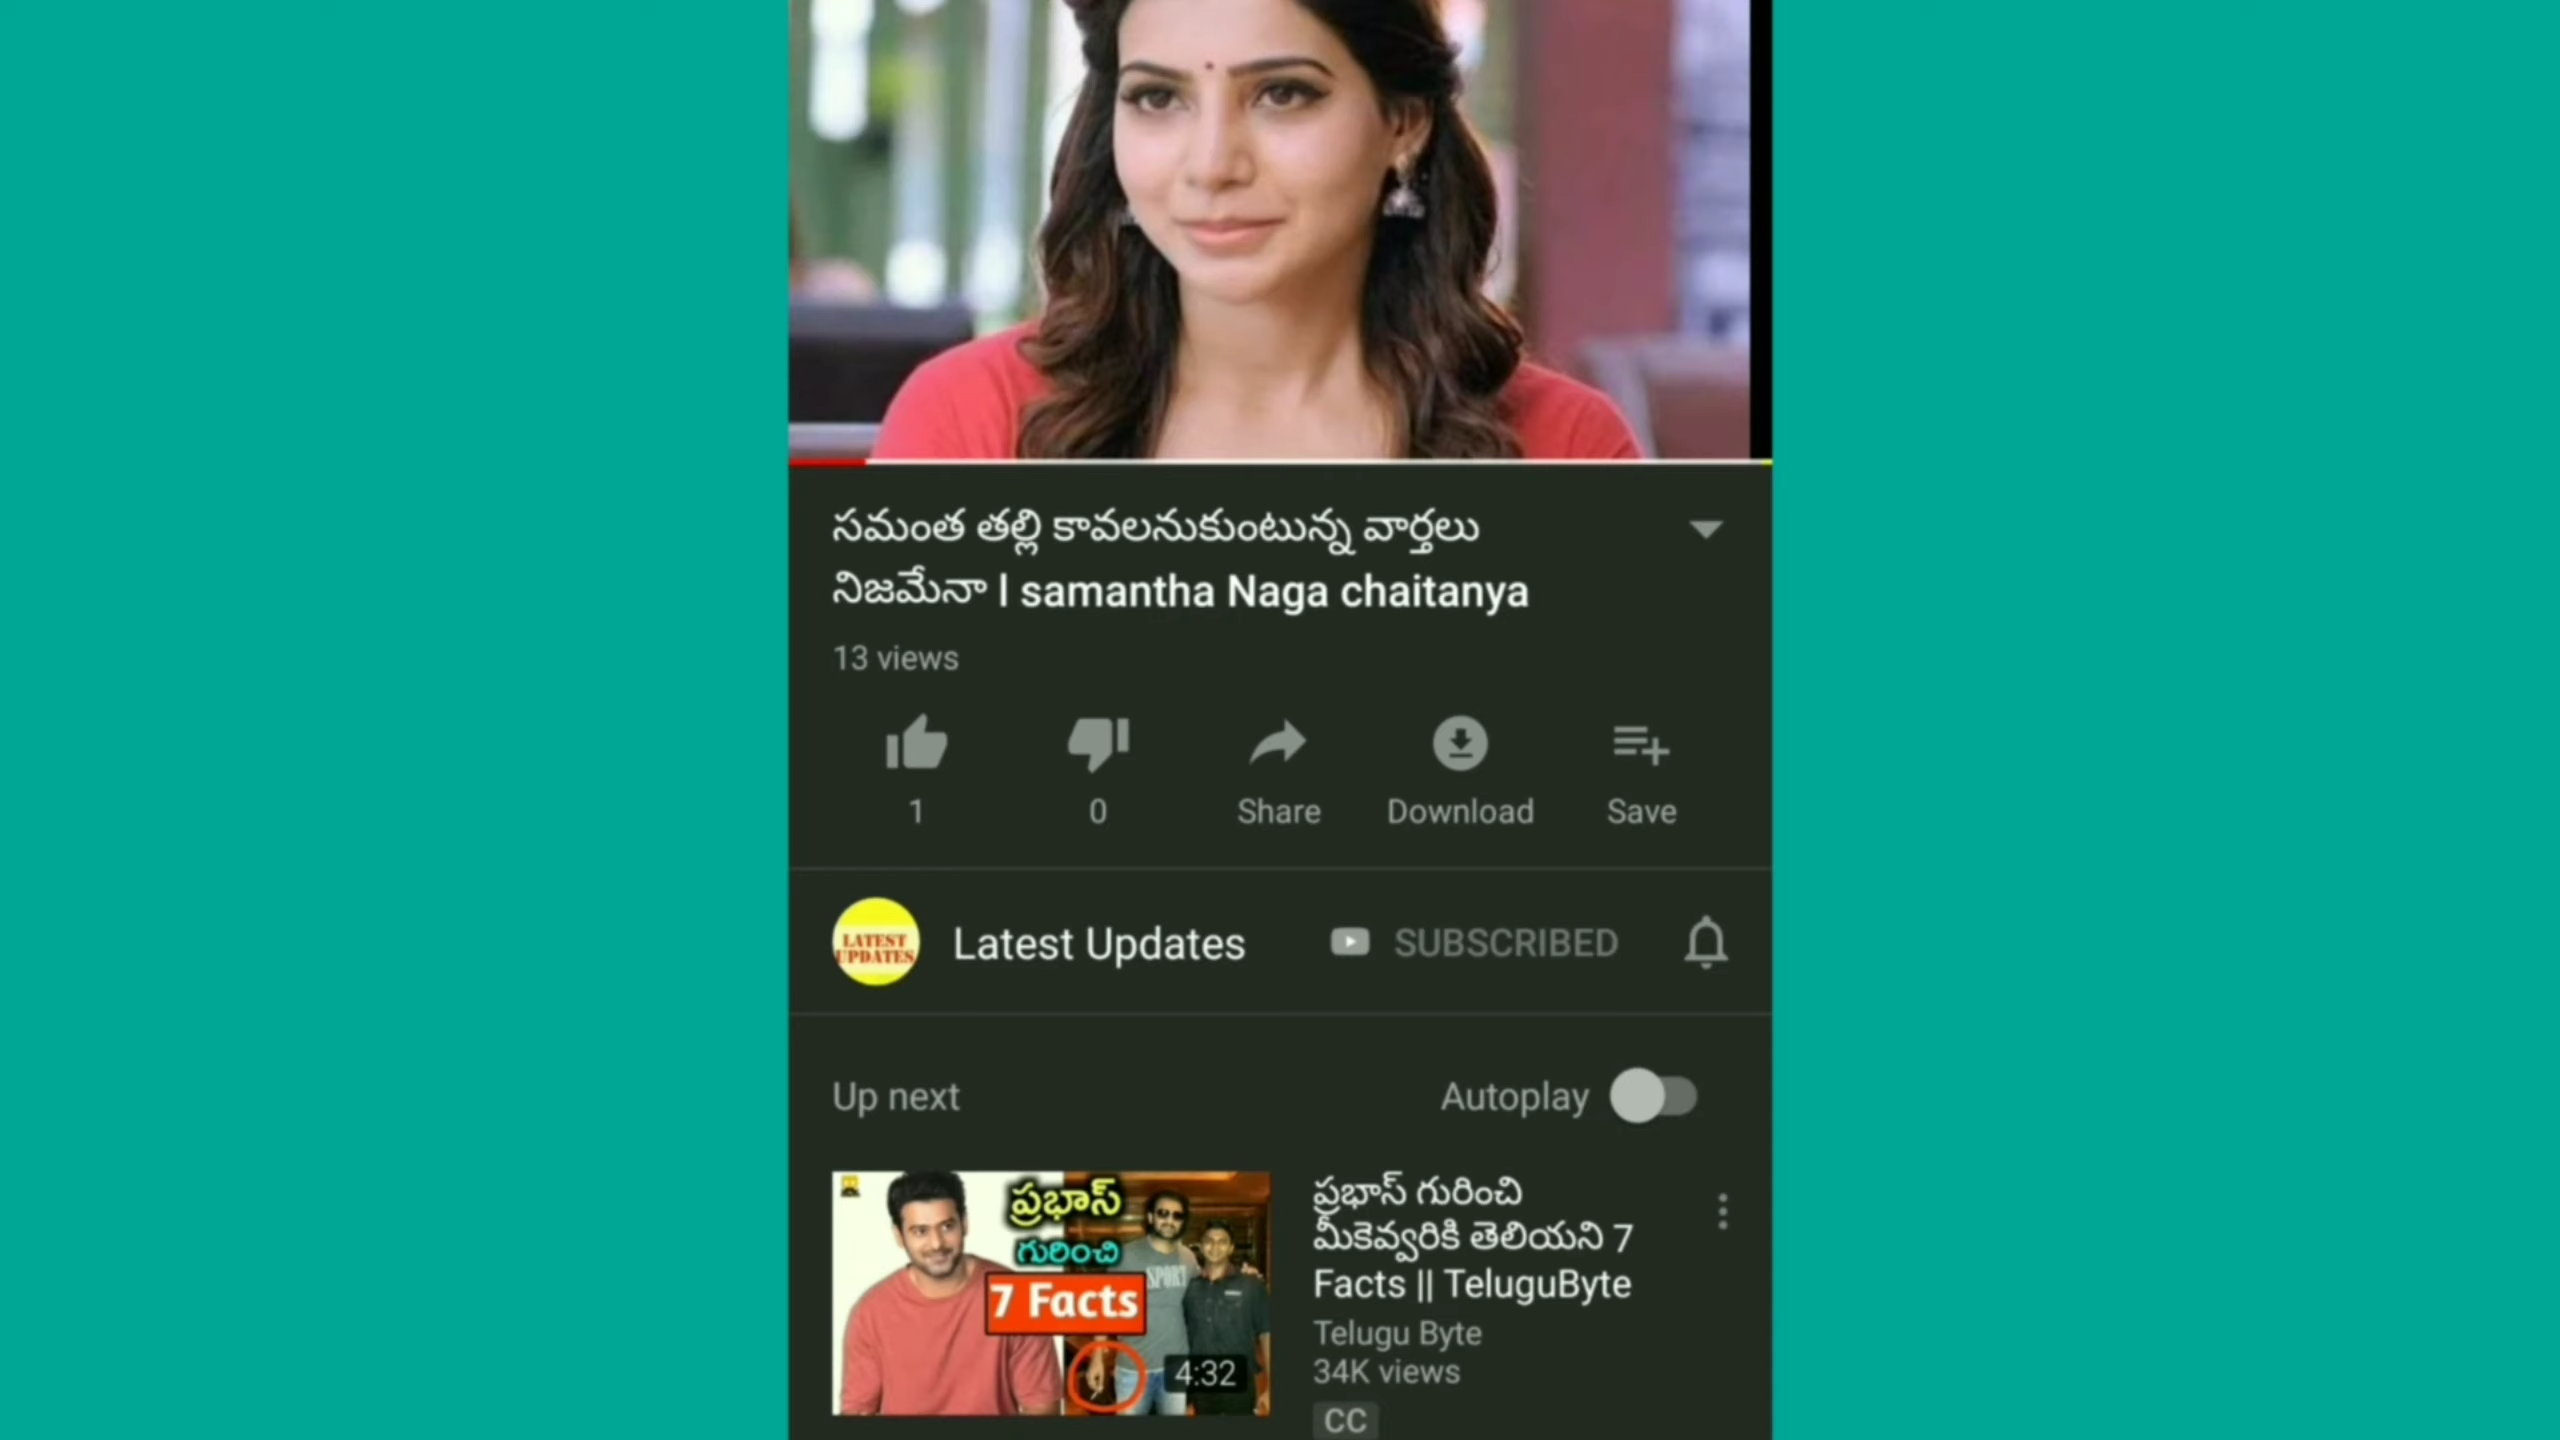 సమంత తల్లి కావలనుకుంటున్న వార్తలు
నిజమేనా l samantha Naga chaitanya
13 views
1
0
Share
Download
Save
LATEST
UPDATES
Latest Updates
SUBSCRIBED
Up next
Autoplay
ప్రభాస్
గురించి
7 Facts
SPORT
4:32
ప్రభాస్ గురించి
మీకెవ్వరికి తెలియని 7
Facts || TeluguByte
Telugu Byte
34K views
CC